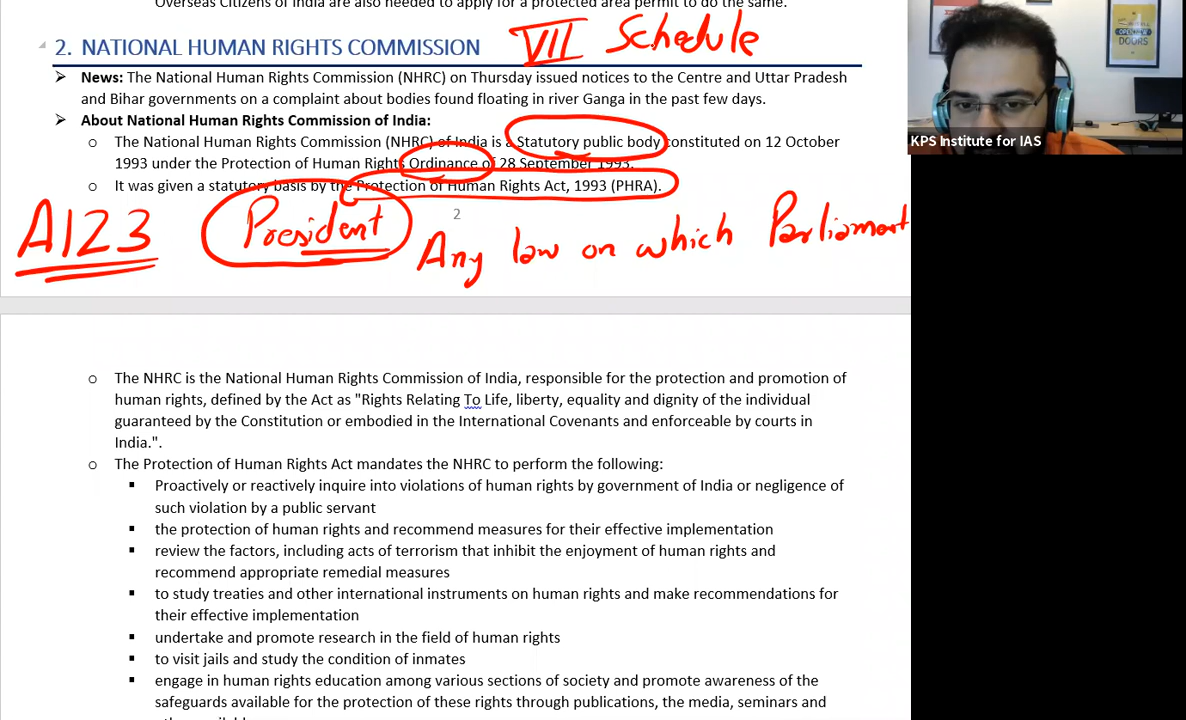 Overseas Citizens of India are also needed to apply for a protected area permit to do the same.
2. NATIONAL HUMAN RIGHTS COMMISSION
VII Schedule
➢ News: The National Human Rights Commission (NHRC) on Thursday issued notices to the Centre and Uttar Pradesh
and Bihar governments on a complaint about bodies found floating in river Ganga in the past few days.
➢ About National Human Rights Commission of India:
o The National Human Rights Commission (NHRC) of India is a Statutory public body constituted on 12 October
1993 under the Protection of Human Rights Ordinance of 28 September 1993.
o It was given a statutory basis by the Protection of Human Rights Act, 1993 (PHRA).
2
A123 President Any law on which Parliament
o The NHRC is the National Human Rights Commission of India, responsible for the protection and promotion of
human rights, defined by the Act as "Rights Relating To Life, liberty, equality and dignity of the individual
guaranteed by the Constitution or embodied in the International Covenants and enforceable by courts in
India.".
o The Protection of Human Rights Act mandates the NHRC to perform the following:
▪ Proactively or reactively inquire into violations of human rights by government of India or negligence of
such violation by a public servant
▪ the protection of human rights and recommend measures for their effective implementation
▪ review the factors, including acts of terrorism that inhibit the enjoyment of human rights and
recommend appropriate remedial measures
▪ to study treaties and other international instruments on human rights and make recommendations for
their effective implementation
▪ undertake and promote research in the field of human rights
▪ to visit jails and study the condition of inmates
▪ engage in human rights education among various sections of society and promote awareness of the
safeguards available for the protection of these rights through publications, the media, seminars and
KPS Institute for IAS
OPEN
DOORS